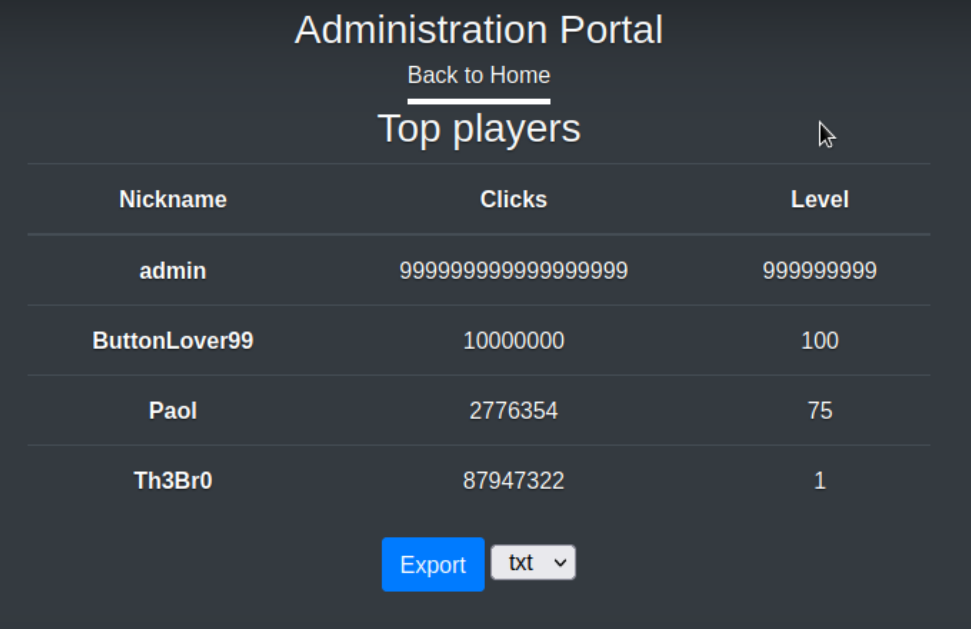 Administration Portal
Back to Home
Top players
Nickname Clicks Level
admin 999999999999999999 999999999
ButtonLover99 10000000 100
Paol 2776354 75
Th3Br0 87947322 1
Export txt